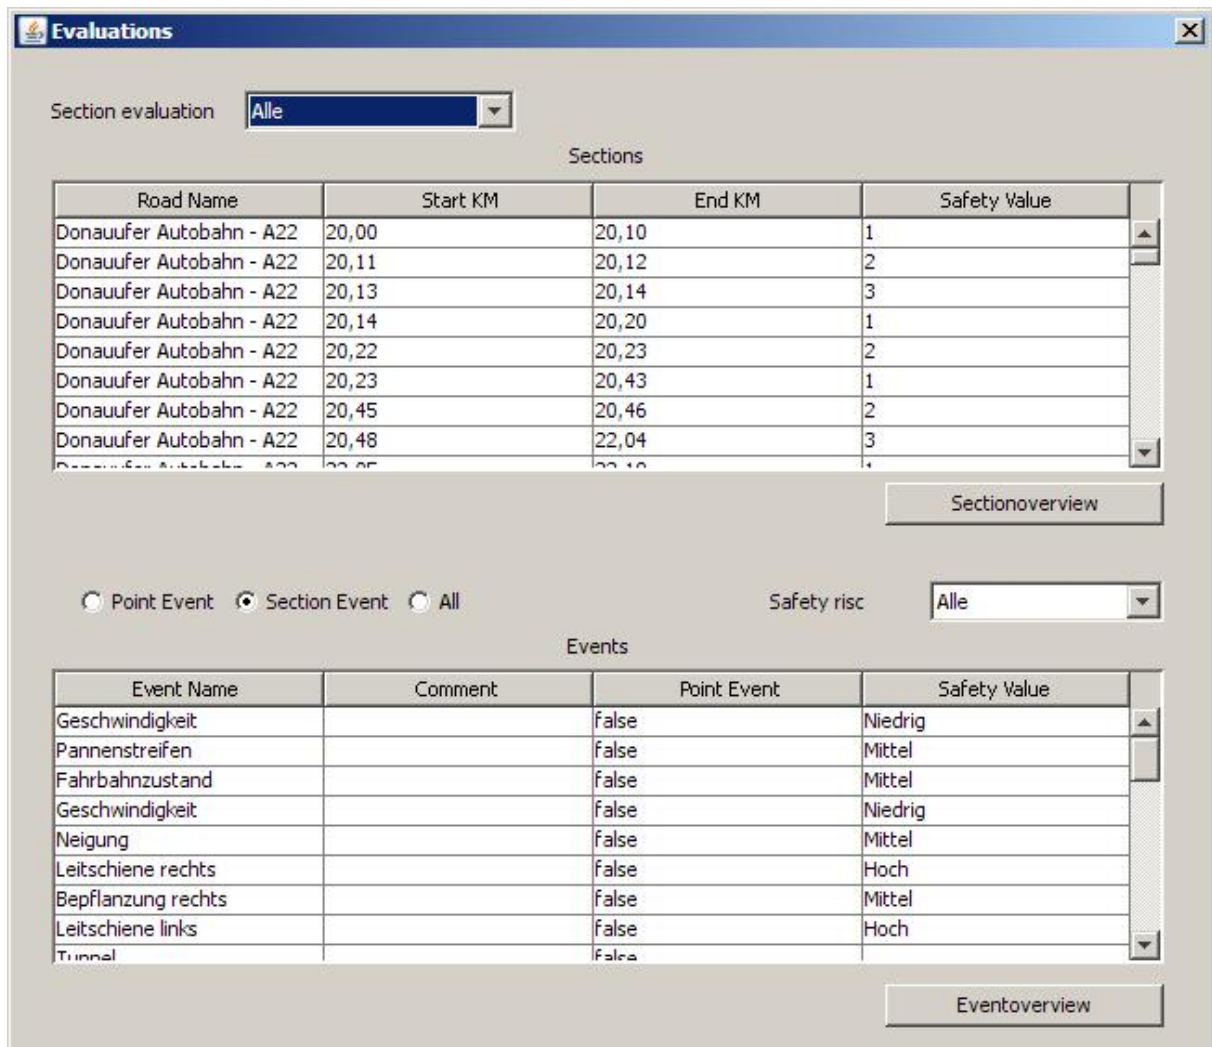 Evaluations
Section evaluation Alle
Sections
Road Name Start KM End KM Safety Value
Donauufer Autobahn - A22 20,00 20,10 1
Donauufer Autobahn - A22 20,11 20,12 2
Donauufer Autobahn - A22 20,13 20,14 3
Donauufer Autobahn - A22 20,14 20,20 1
Donauufer Autobahn - A22 20,22 20,23 2
Donauufer Autobahn - A22 20,23 20,43 1
Donauufer Autobahn - A22 20,45 20,46 2
Donauufer Autobahn - A22 20,48 22,04 3
Sectionoverview
Point Event Section Event All Safety risc Alle
Events
Event Name Comment Point Event Safety Value
Geschwindigkeit false Niedrig
Pannenstreifen false Mittel
Fahrbahnzustand false Mittel
Geschwindigkeit false Niedrig
Neigung false Mittel
Leitschiene rechts false Hoch
Bepflanzung rechts false Mittel
Leitschiene links false Hoch
Tunnel false
Eventoverview